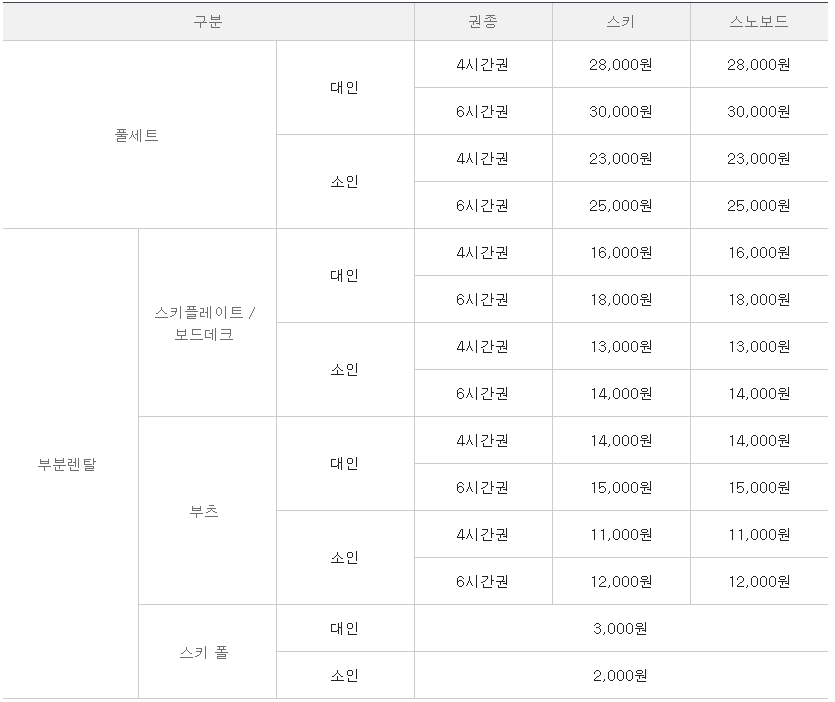 구분 권종 스키 스노보드
풀세트 대인 4시간권 28,000원 28,000원
6시간권 30,000원 30,000원
소인 4시간권 23,000원 23,000원
6시간권 25,000원 25,000원
부분렌탈 스키플레이트 /
보드데크 대인 4시간권 16,000원 16,000원
6시간권 18,000원 18,000원
소인 4시간권 13,000원 13,000원
6시간권 14,000원 14,000원
부츠 대인 4시간권 14,000원 14,000원
6시간권 15,000원 15,000원
소인 4시간권 11,000원 11,000원
6시간권 12,000원 12,000원
스키 폴 대인 3,000원
소인 2,000원